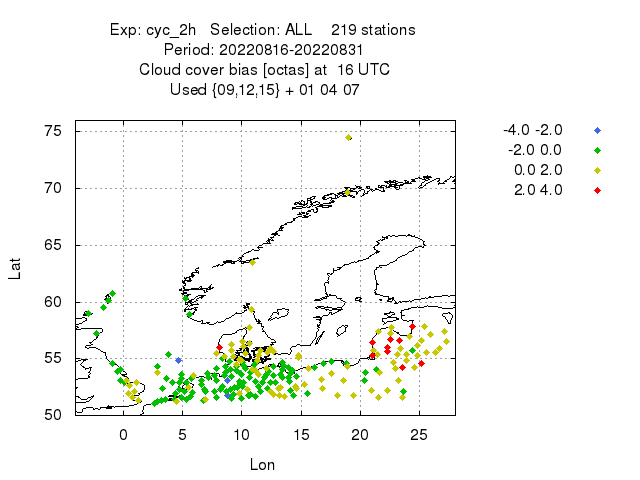 Exp: cyc_2h Selection: ALL 219 stations
Period: 20220816-20220831
Cloud cover bias [octas] at 16 UTC
Used {09,12,15} + 01 04 07
-4.0 -2.0
-2.0 0.0
0.0 2.0
2.0 4.0
75
70
65
60
55
50
Lat
0 5 10 15 20 25
Lon